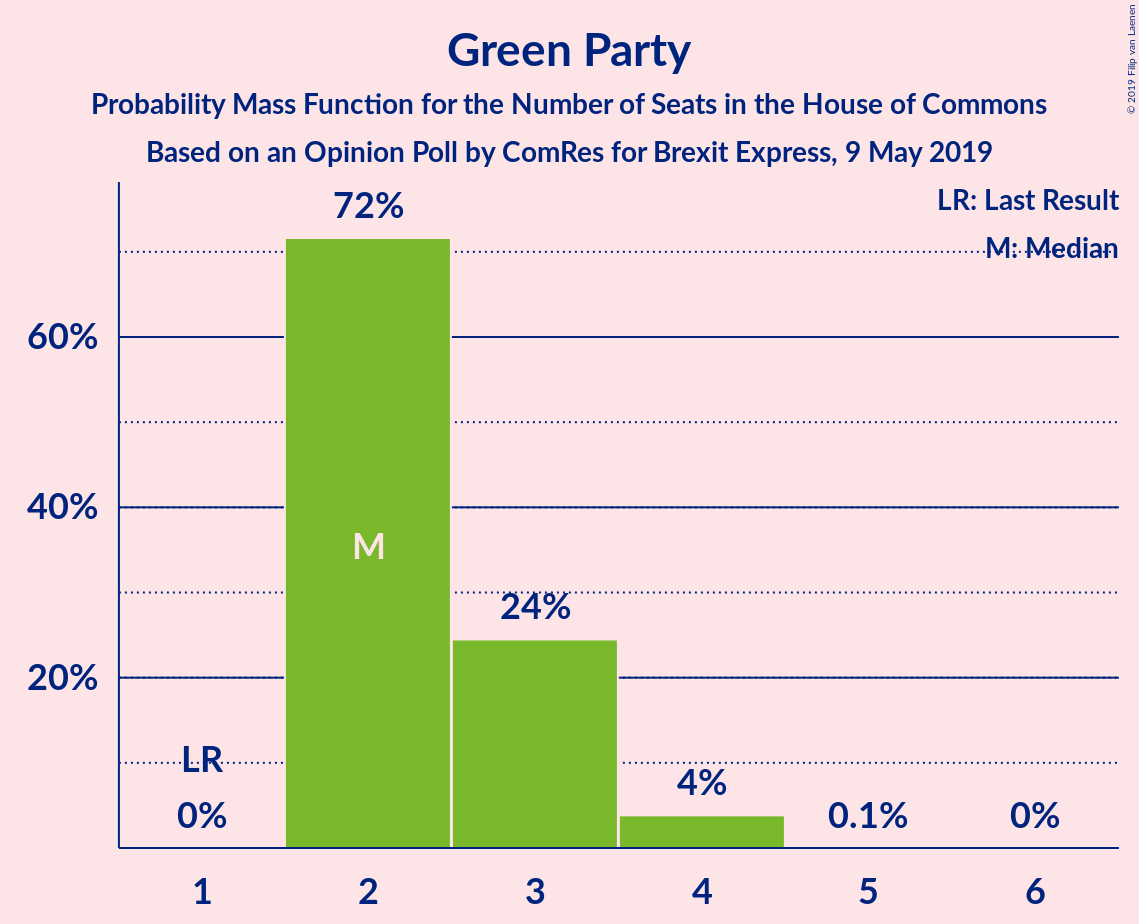 Green Party
Probability Mass Function for the Number of Seats in the House of Commons
Based on an Opinion Poll by ComRes for Brexit Express, 9 May 2019
© 2019 Filip van Laenen
LR: Last Result
M: Median
72%
60%
40%
M
24%
20%
LR
4%
0%
0.1%
0%
1 2 3 4 5 6